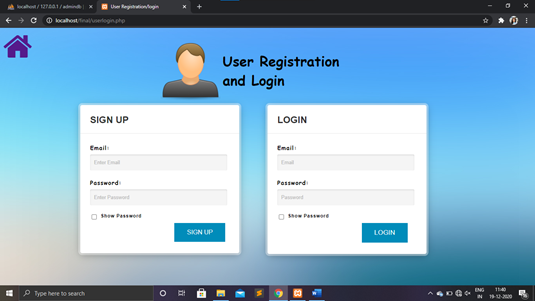 localhost / 127.0.0.1 / admindb
User Registration/login
localhost/final/userlogin.php
User Registration
and Login
SIGN UP
Email:
Enter Email
Password:
Enter Password
Show Password
SIGN UP
LOGIN
Email:
Email
Password:
Password
Show Password
LOGIN
Type here to search
ENG
IN
11:40
19-12-2020